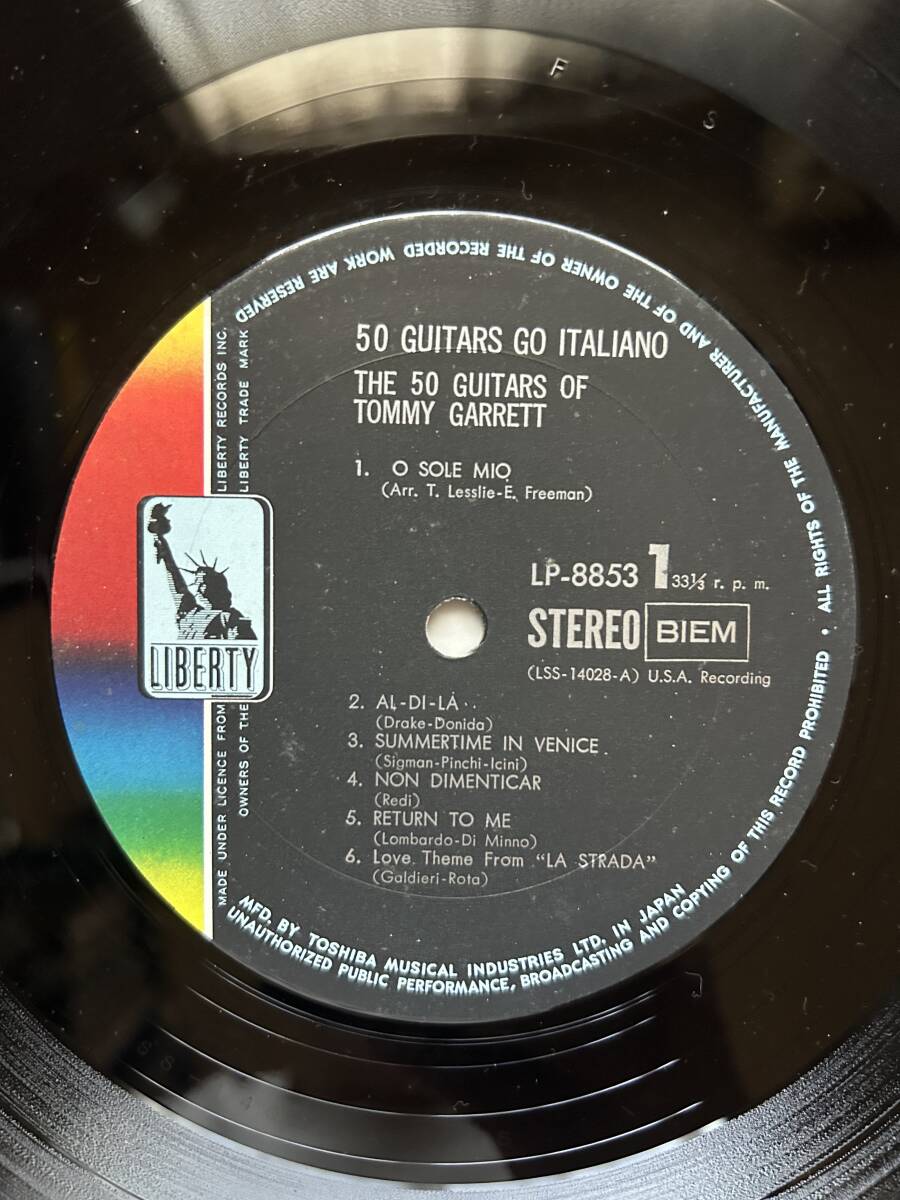 F
S
50 GUITARS GO ITALIANO
THE 50 GUITARS OF
TOMMY GARRETT
1. O SOLE MIO
(Arr. T. Lesslie-E. Freeman)
LP-8853 1 33⅓ r. p. m.
STEREO BIEM
(LSS-14028-A) U.S.A. Recording
2. AL-DI-LÀ
(Drake-Donida)
3. SUMMERTIME IN VENICE
(Sigman-Pinchi-Icini)
4. NON DIMENTICAR
(Redi)
5. RETURN TO ME
(Lombardo-Di Minno)
6. Love Theme From "LA STRADA"
(Galdieri-Rota)
LIBERTY
MADE UNDER LICENCE FROM LIBERTY RECORDS INC.
OWNERS OF THE LIBERTY TRADE MARK
MFD. BY TOSHIBA MUSICAL INDUSTRIES LTD. IN JAPAN
UNAUTHORIZED PUBLIC PERFORMANCE, BROADCASTING AND COPYING OF THIS RECORD PROHIBITED • ALL RIGHTS OF THE MANUFACTURER AND OF THE OWNER OF THE RECORDED WORK ARE RESERVED